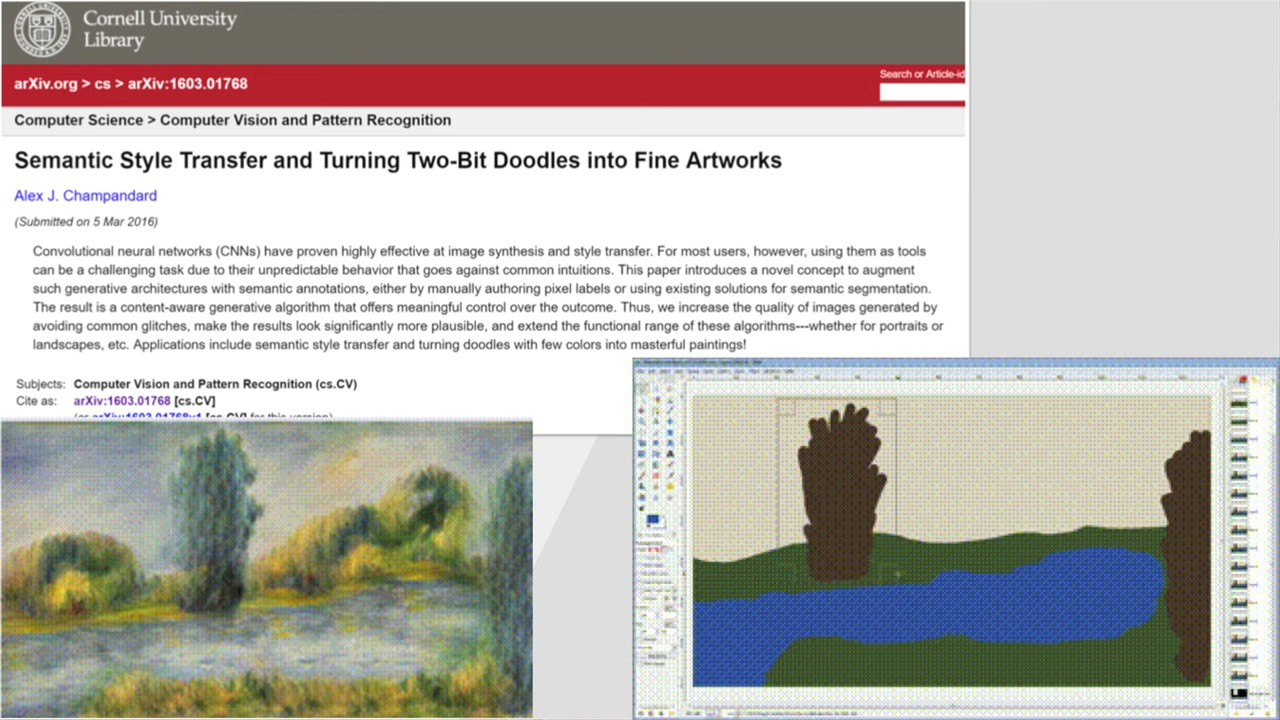 Cornell University
Library
arXiv.org > cs > arXiv:1603.01768
Search or Article-id
Computer Science > Computer Vision and Pattern Recognition
Semantic Style Transfer and Turning Two-Bit Doodles into Fine Artworks
Alex J. Champandard
(Submitted on 5 Mar 2016)
Convolutional neural networks (CNNs) have proven highly effective at image synthesis and style transfer. For most users, however, using them as tools
can be a challenging task due to their unpredictable behavior that goes against common intuitions. This paper introduces a novel concept to augment
such generative architectures with semantic annotations, either by manually authoring pixel labels or using existing solutions for semantic segmentation.
The result is a content-aware generative algorithm that offers meaningful control over the outcome. Thus, we increase the quality of images generated by
avoiding common glitches, make the results look significantly more plausible, and extend the functional range of these algorithms---whether for portraits or
landscapes, etc. Applications include semantic style transfer and turning doodles with few colors into masterful paintings!
Subjects: Computer Vision and Pattern Recognition (cs.CV)
Cite as: arXiv:1603.01768 [cs.CV]
(or arXiv:1603.01768v1 [cs.CV] for this version)